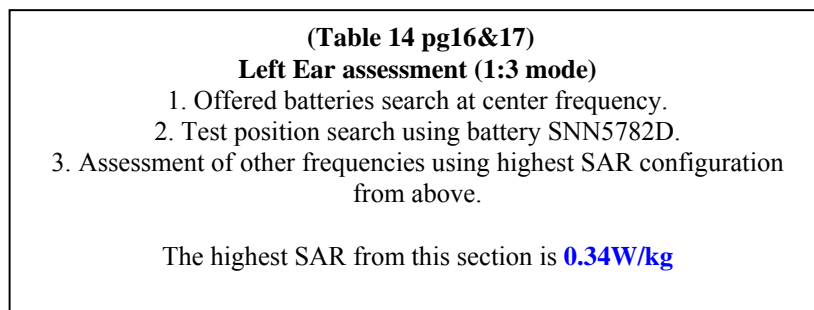 (Table 14 pg16&17)
Left Ear assessment (1:3 mode)
1. Offered batteries search at center frequency.
2. Test position search using battery SNN5782D.
3. Assessment of other frequencies using highest SAR configuration
from above.
The highest SAR from this section is 0.34W/kg